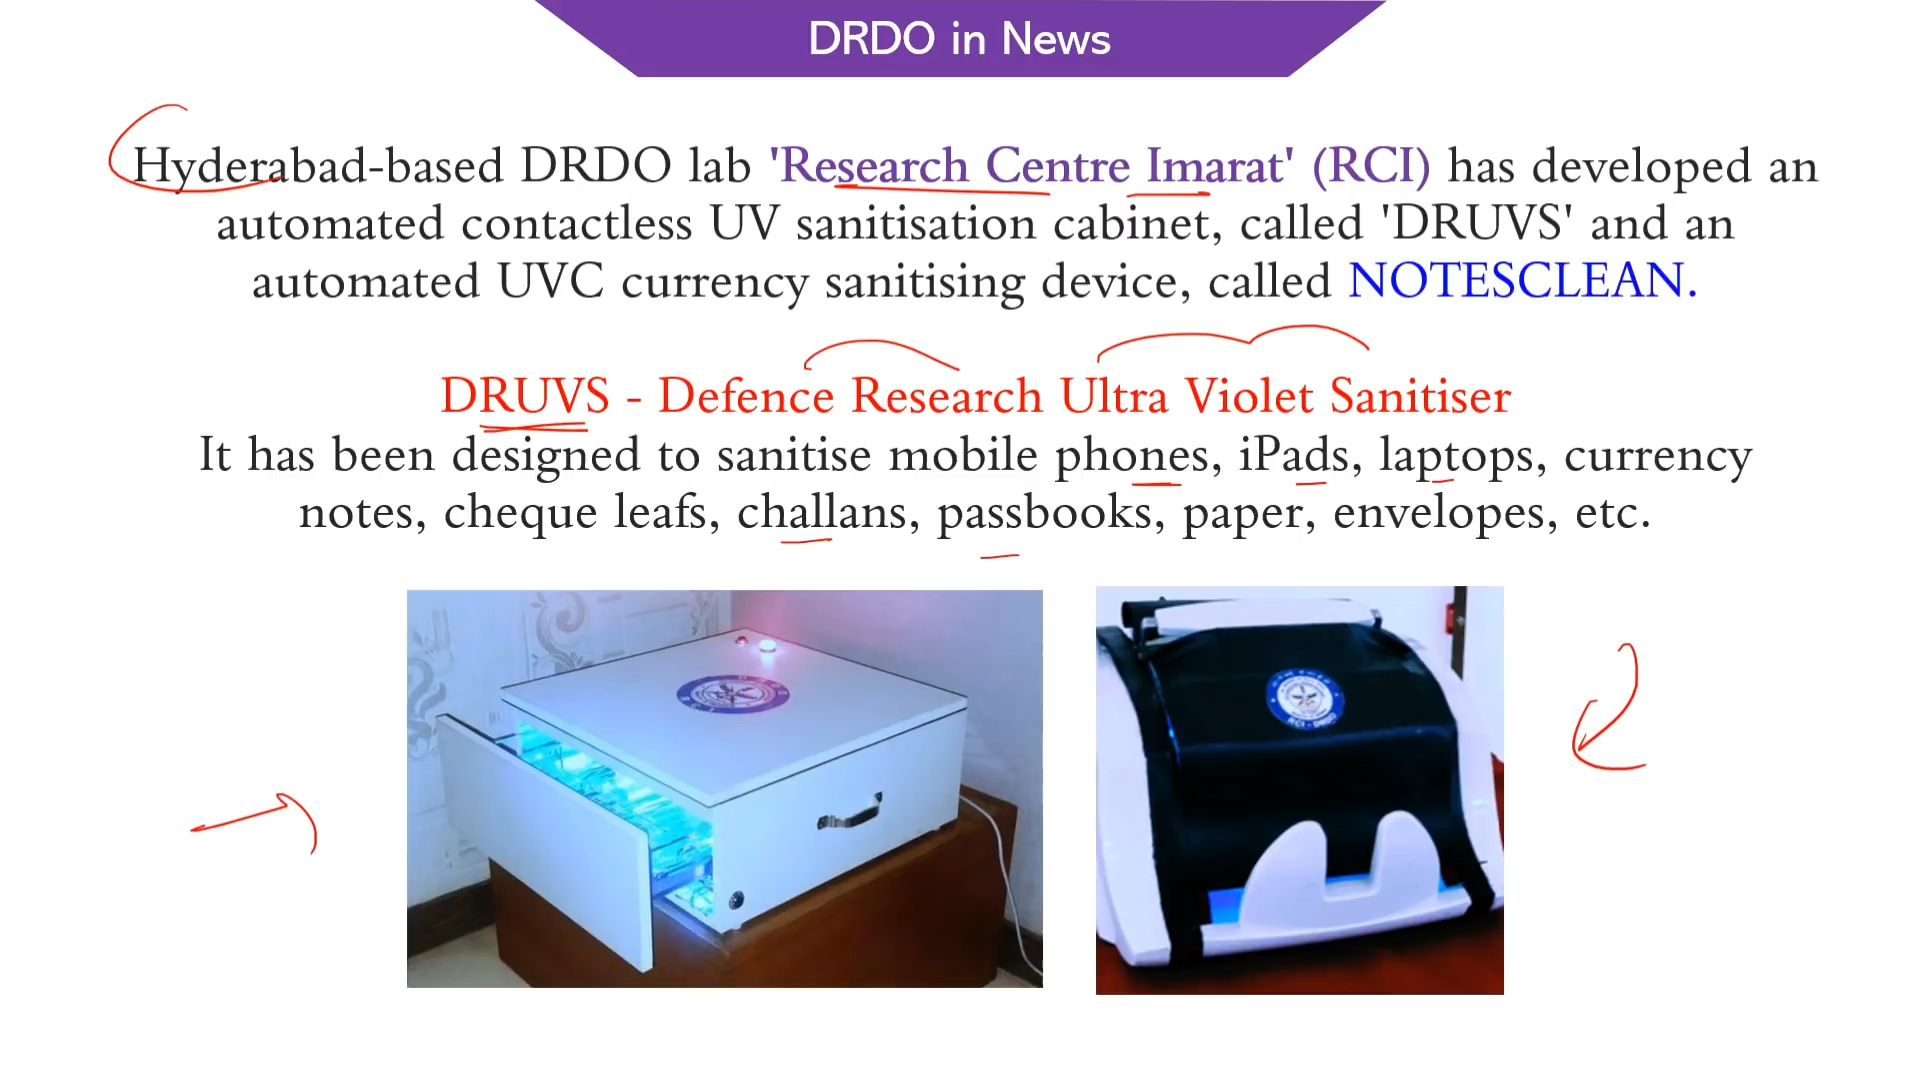 DRDO in News
Hyderabad-based DRDO lab 'Research Centre Imarat' (RCI) has developed an
automated contactless UV sanitisation cabinet, called 'DRUVS' and an
automated UVC currency sanitising device, called NOTESCLEAN.
DRUVS - Defence Research Ultra Violet Sanitiser
It has been designed to sanitise mobile phones, iPads, laptops, currency
notes, cheque leafs, challans, passbooks, paper, envelopes, etc.
RCI - DRDO